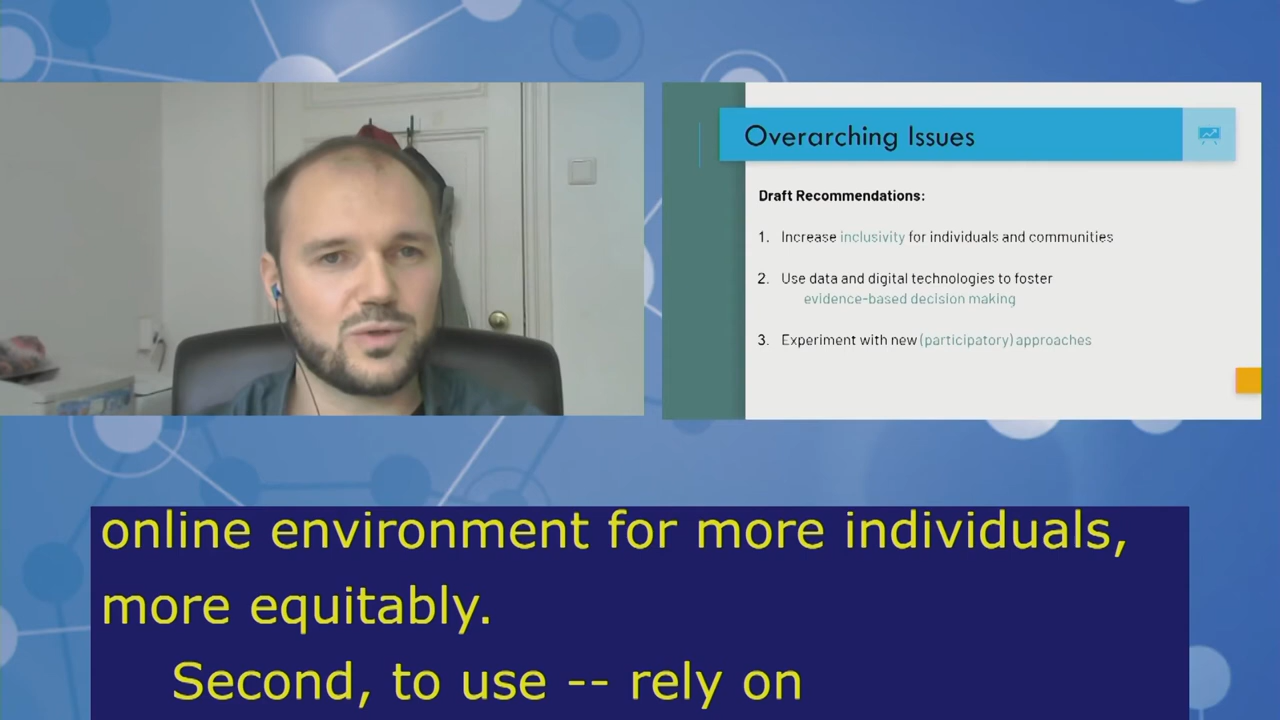 Overarching Issues
Draft Recommendations:
1. Increase inclusivity for individuals and communities
2. Use data and digital technologies to foster
evidence-based decision making
3. Experiment with new (participatory) approaches
online environment for more individuals,
more equitably.
Second, to use -- rely on